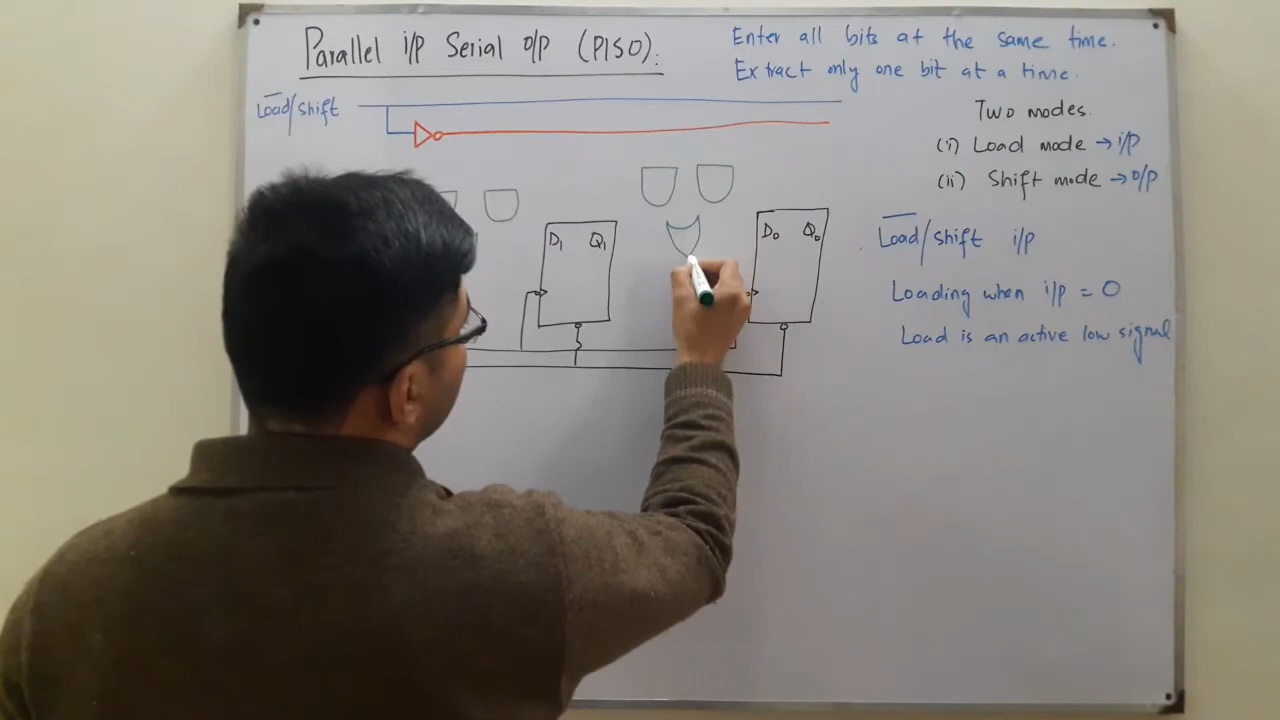 Parallel i/p Serial o/p (PISO).
Enter all bits at the same time.
Extract only one bit at a time.
L̅o̅a̅d̅/shift
Two modes.
(i) Load mode → i/p
(ii) Shift mode → o/p
L̅o̅a̅d̅/shift i/p
Loading when i/p = 0
Load is an active low signal
D₁ Q₁
D₀ Q₀